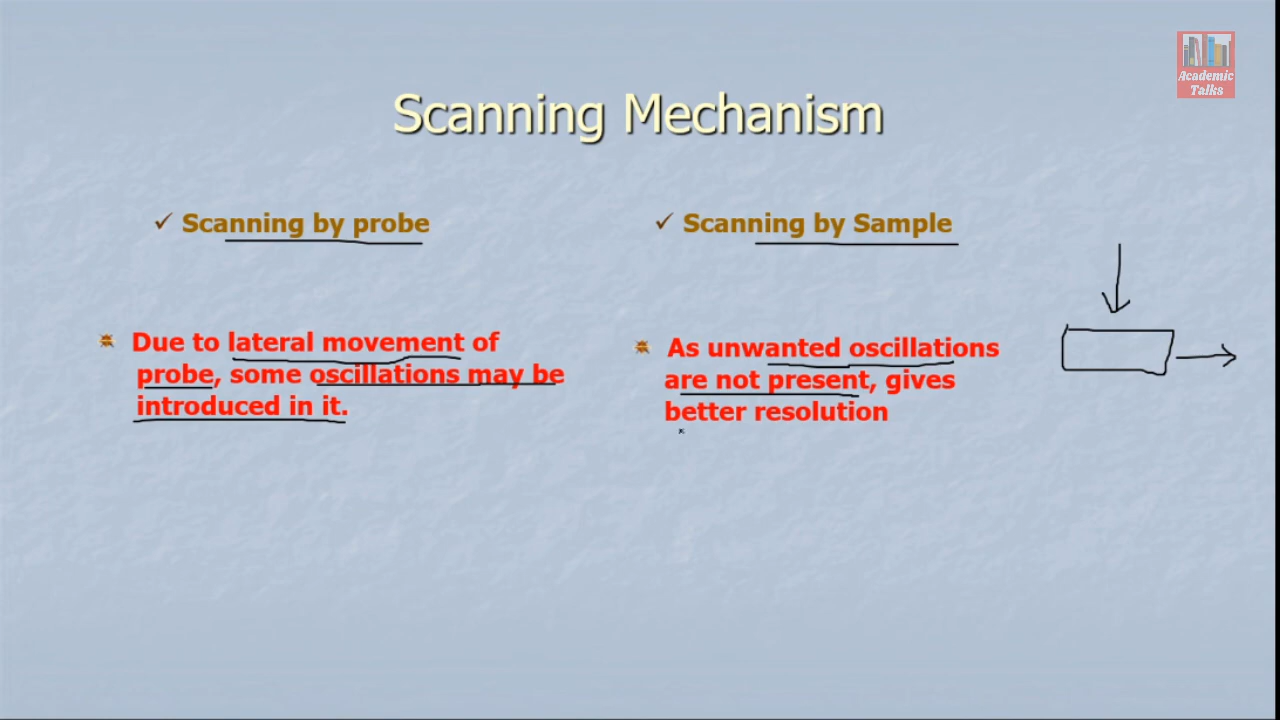 Academic
Talks
Scanning Mechanism
✓ Scanning by probe
Due to lateral movement of
probe, some oscillations may be
introduced in it.
✓ Scanning by Sample
As unwanted oscillations
are not present, gives
better resolution